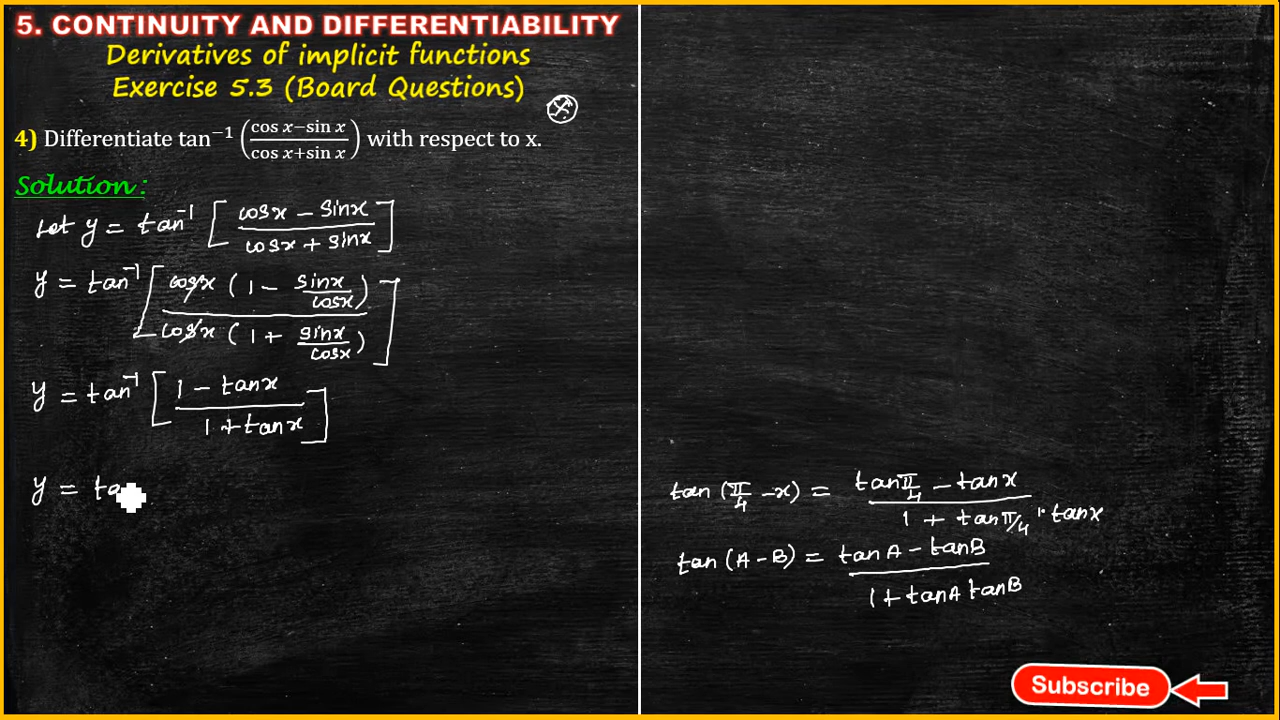 5. CONTINUITY AND DIFFERENTIABILITY
Derivatives of implicit functions
Exercise 5.3 (Board Questions)
4) Differentiate tan⁻¹ ((cos x−sin x)/(cos x+sin x)) with respect to x.
Solution :
Let y = tan⁻¹ [(cosx − sinx)/(cosx + sinx)]
y = tan⁻¹ [(cosx (1 − sinx/cosx))/(cosx (1 + sinx/cosx))]
y = tan⁻¹ [(1 − tanx)/(1 + tanx)]
y = ta
tan (π/4 − x) = (tan π/4 − tanx)/(1 + tan π/4 · tanx)
tan (A − B) = (tanA − tanB)/(1 + tanA tanB)
Subscribe